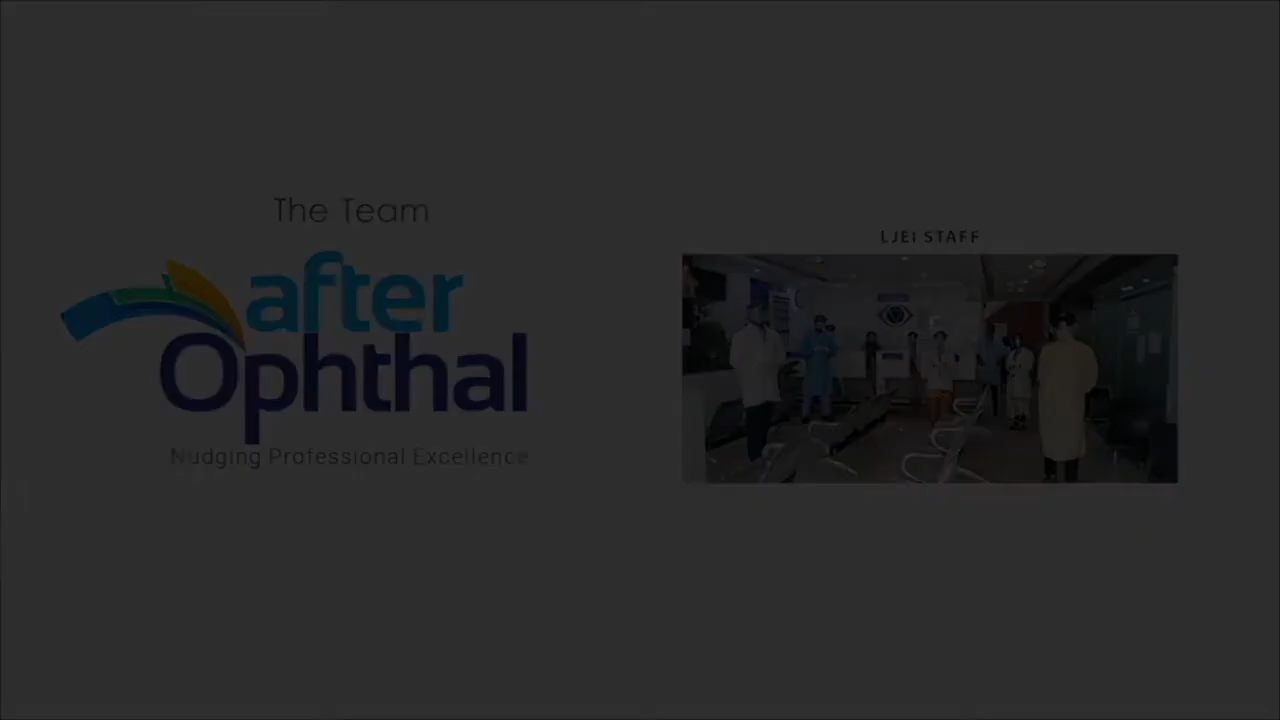 The Team
after
Ophthal
Nudging Professional Excellence
LJEI STAFF